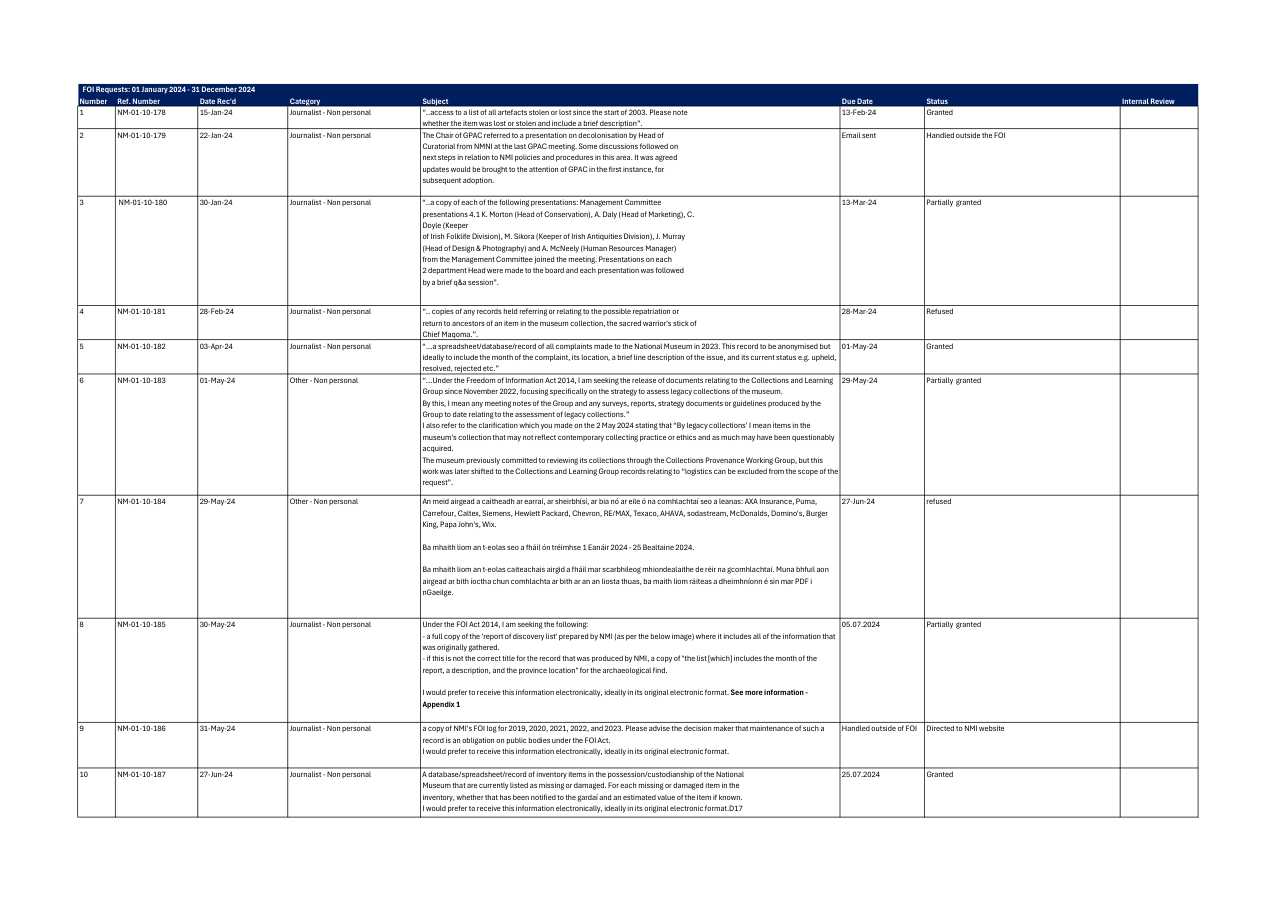 FOI Requests: 01 January 2024 - 31 December 2024
Number Ref. Number Date Rec'd Category Subject Due Date Status Internal Review
1 NM-01-10-178 15-Jan-24 Journalist - Non personal "...access to a list of all artefacts stolen or lost since the start of 2003. Please note 13-Feb-24 Granted
whether the item was lost or stolen and include a brief description".
2 NM-01-10-179 22-Jan-24 Journalist - Non personal The Chair of GPAC referred to a presentation on decolonisation by Head of Email sent Handled outside the FOI
Curatorial from NMNI at the last GPAC meeting. Some discussions followed on
next steps in relation to NMI policies and procedures in this area. It was agreed
updates would be brought to the attention of GPAC in the first instance, for
subsequent adoption.
3 NM-01-10-180 30-Jan-24 Journalist - Non personal "...a copy of each of the following presentations: Management Committee 13-Mar-24 Partially granted
presentations 4.1 K. Morton (Head of Conservation), A. Daly (Head of Marketing), C.
Doyle (Keeper
of Irish Folklife Division), M. Sikora (Keeper of Irish Antiquities Division), J. Murray
(Head of Design & Photography) and A. McNeely (Human Resources Manager)
from the Management Committee joined the meeting. Presentations on each
2 department Head were made to the board and each presentation was followed
by a brief q&a session".
4 NM-01-10-181 28-Feb-24 Journalist - Non personal "... copies of any records held referring or relating to the possible repatriation or 28-Mar-24 Refused
return to ancestors of an item in the museum collection, the sacred warrior's stick of
Chief Maqoma.".
5 NM-01-10-182 03-Apr-24 Journalist - Non personal "....a spreadsheet/database/record of all complaints made to the National Museum in 2023. This record to be anonymised but 01-May-24 Granted
ideally to include the month of the complaint, its location, a brief line description of the issue, and its current status e.g. upheld,
resolved, rejected etc."
6 NM-01-10-183 01-May-24 Other - Non personal "...Under the Freedom of Information Act 2014, I am seeking the release of documents relating to the Collections and Learning 29-May-24 Partially granted
Group since November 2022, focusing specifically on the strategy to assess legacy collections of the museum.
By this, I mean any meeting notes of the Group and any surveys, reports, strategy documents or guidelines produced by the
Group to date relating to the assessment of legacy collections."
I also refer to the clarification which you made on the 2 May 2024 stating that "By legacy collections' I mean items in the
museum's collection that may not reflect contemporary collecting practice or ethics and as much may have been questionably
acquired.
The museum previously committed to reviewing its collections through the Collections Provenance Working Group, but this
work was later shifted to the Collections and Learning Group records relating to "logistics can be excluded from the scope of the
request".
7 NM-01-10-184 29-May-24 Other - Non personal An meid airgead a caitheadh ar earraí, ar sheirbhísí, ar bia nó ar eile ó na comhlachtaí seo a leanas: AXA Insurance, Puma, 27-Jun-24 refused
Carrefour, Caltex, Siemens, Hewlett Packard, Chevron, RE/MAX, Texaco, AHAVA, sodastream, McDonalds, Domino's, Burger
King, Papa John's, Wix.
Ba mhaith liom an t-eolas seo a fháil ón tréimhse 1 Eanáir 2024 - 25 Bealtaine 2024.
Ba mhaith liom an t-eolas caiteachais airgid a fháil mar scarbhileog mhiondealaithe de réir na gcomhlachtaí. Muna bhfuil aon
airgead ar bith íoctha chun comhlachta ar bith ar an an liosta thuas, ba maith liom ráiteas a dheimhníonn é sin mar PDF i
nGaeilge.
8 NM-01-10-185 30-May-24 Journalist - Non personal Under the FOI Act 2014, I am seeking the following: 05.07.2024 Partially granted
- a full copy of the 'report of discovery list' prepared by NMI (as per the below image) where it includes all of the information that
was originally gathered.
- if this is not the correct title for the record that was produced by NMI, a copy of "the list [which] includes the month of the
report, a description, and the province location" for the archaeological find.
I would prefer to receive this information electronically, ideally in its original electronic format. See more information -
Appendix 1
9 NM-01-10-186 31-May-24 Journalist - Non personal a copy of NMI's FOI log for 2019, 2020, 2021, 2022, and 2023. Please advise the decision maker that maintenance of such a Handled outside of FOI Directed to NMI website
record is an obligation on public bodies under the FOI Act.
I would prefer to receive this information electronically, ideally in its original electronic format.
10 NM-01-10-187 27-Jun-24 Journalist - Non personal A database/spreadsheet/record of inventory items in the possession/custodianship of the National 25.07.2024 Granted
Museum that are currently listed as missing or damaged. For each missing or damaged item in the
inventory, whether that has been notified to the gardaí and an estimated value of the item if known.
I would prefer to receive this information electronically, ideally in its original electronic format.D17